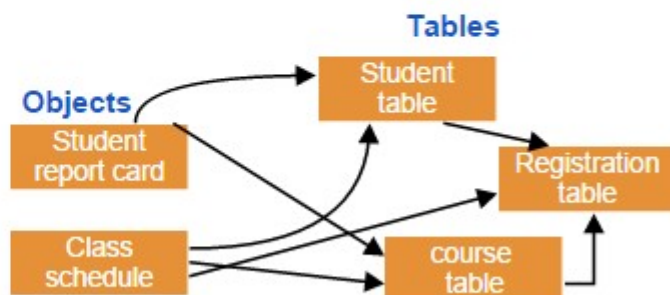 Tables
Student
table
Objects
Student
report card
Registration
table
Class
schedule
course
table